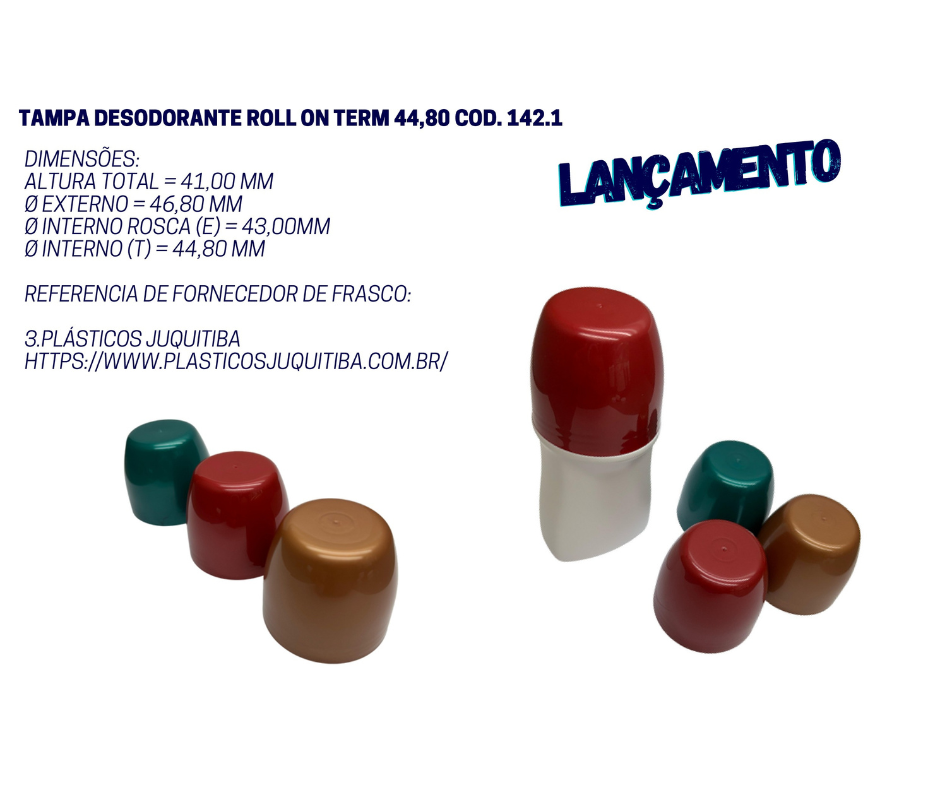 TAMPA DESODORANTE ROLL ON TERM 44,80 COD. 142.1
LANÇAMENTO
DIMENSÕES:
ALTURA TOTAL = 41,00 MM
Ø EXTERNO = 46,80 MM
Ø INTERNO ROSCA (E) = 43,00MM
Ø INTERNO (T) = 44,80 MM
REFERENCIA DE FORNECEDOR DE FRASCO:
3.PLÁSTICOS JUQUITIBA
HTTPS://WWW.PLASTICOSJUQUITIBA.COM.BR/